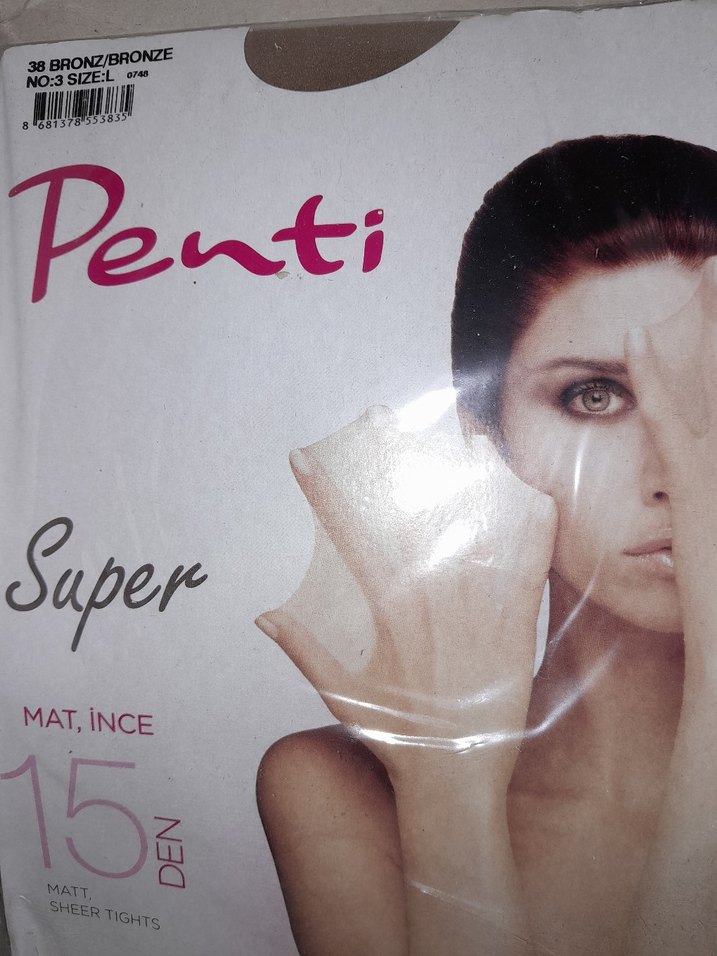 38 BRONZ/BRONZE
NO:3 SIZE:L 0748
8 681378 553835
Penti
Super
MAT, İNCE
15 DEN
MATT,
SHEER TIGHTS